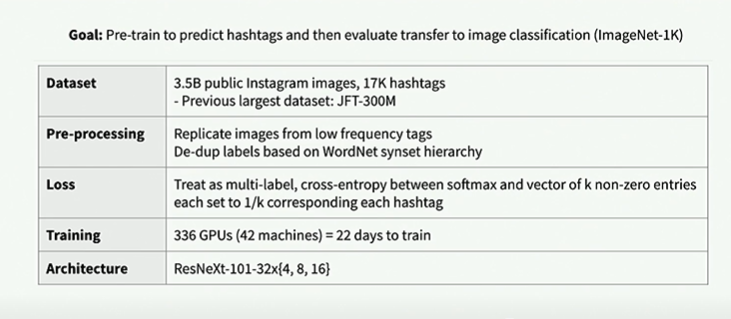 Goal: Pre-train to predict hashtags and then evaluate transfer to image classification (ImageNet-1K)
Dataset
3.5B public Instagram images, 17K hashtags
- Previous largest dataset: JFT-300M
Pre-processing
Replicate images from low frequency tags
De-dup labels based on WordNet synset hierarchy
Loss
Treat as multi-label, cross-entropy between softmax and vector of k non-zero entries
each set to 1/k corresponding each hashtag
Training
336 GPUs (42 machines) = 22 days to train
Architecture
ResNeXt-101-32x{4, 8, 16}